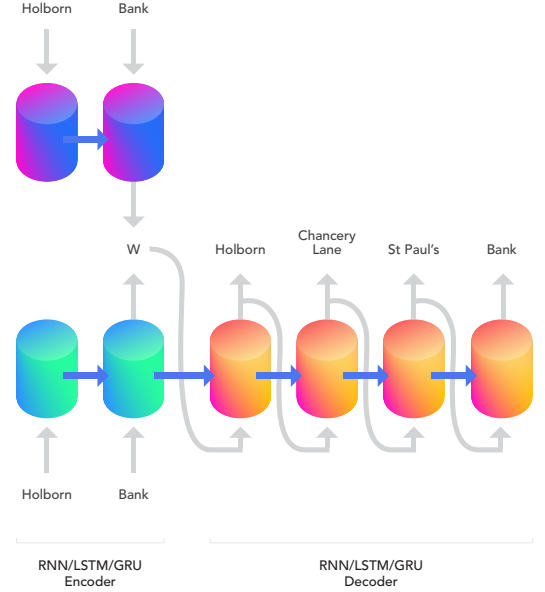 Holborn
Bank
W
Holborn
Chancery
Lane
St Paul's
Bank
Holborn
Bank
RNN/LSTM/GRU
Encoder
RNN/LSTM/GRU
Decoder